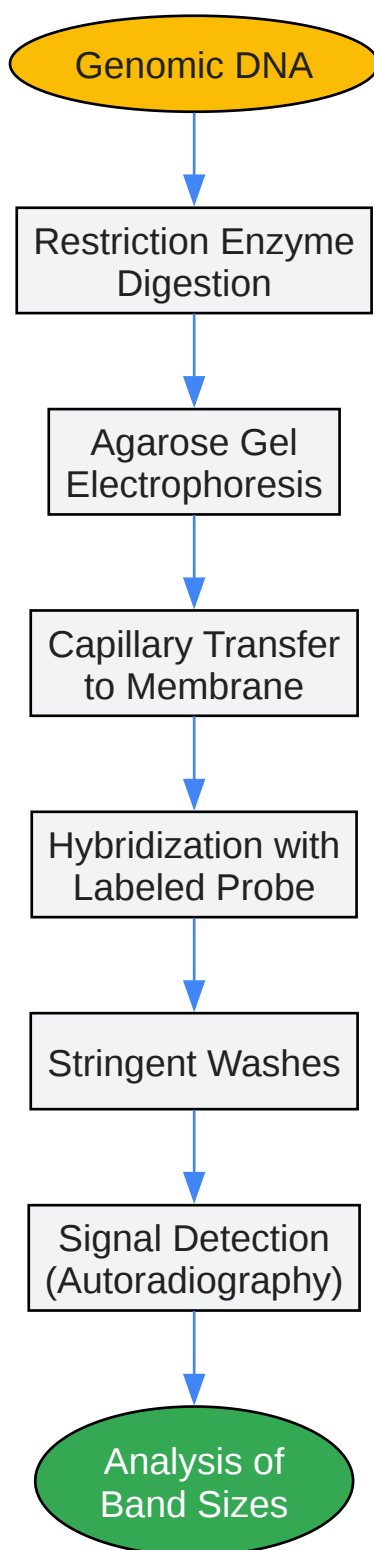 Genomic DNA
Restriction Enzyme
Digestion
Agarose Gel
Electrophoresis
Capillary Transfer
to Membrane
Hybridization with
Labeled Probe
Stringent Washes
Signal Detection
(Autoradiography)
Analysis of
Band Sizes